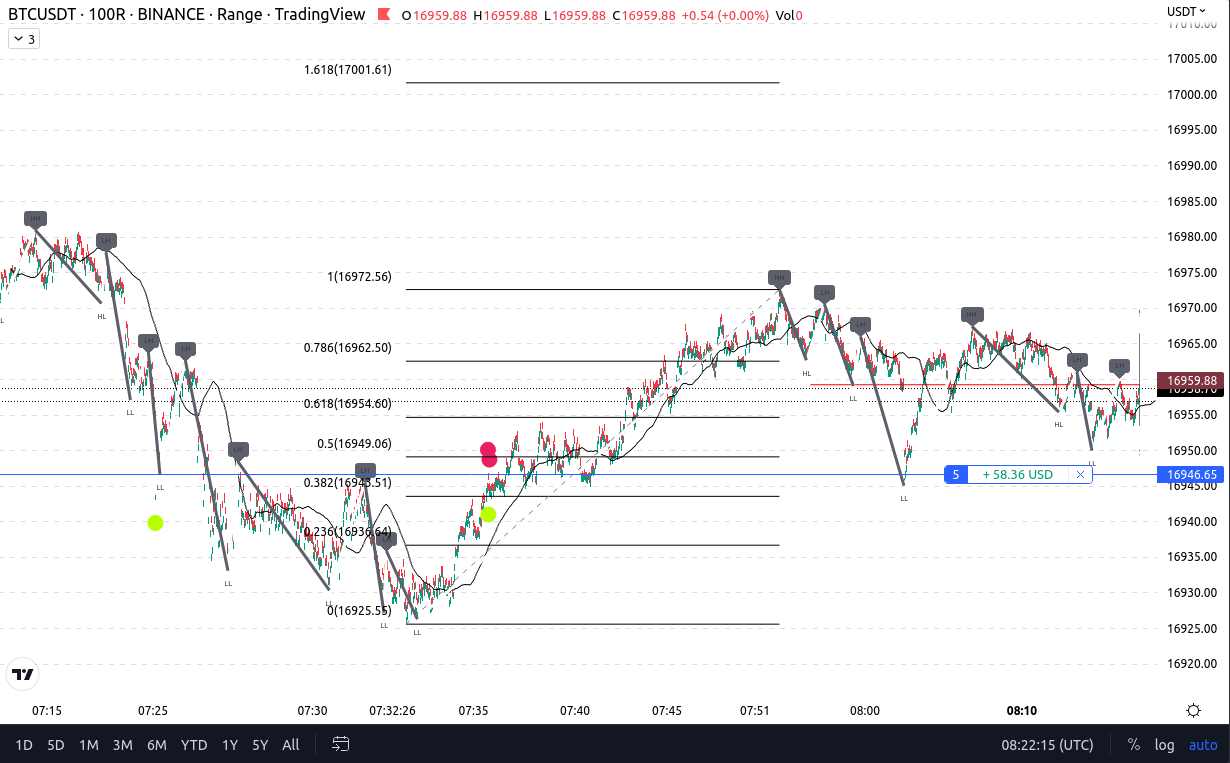 BTCUSDT · 100R · BINANCE · Range · TradingView O16959.88 H16959.88 L16959.88 C16959.88 +0.54 (+0.00%) Vol0
USDT
3
17010.00
17005.00
1.618(17001.61)
17000.00
16995.00
16990.00
16985.00
HH
16980.00
LH
1(16972.56)
HH
16975.00
LH
16970.00
HL
HH
L
LH
LH
0.786(16962.50)
16965.00
LH
LH
HL
LH
16959.88
LL
0.618(16954.60)
LL
16955.00
HL
0.5(16949.06)
LH
16950.00
LL
LH
5 +58.36 USD
16946.65
0.382(16943.51)
16945.00
LL
LL
16940.00
0.236(16936.64)
LH
16935.00
LL
16930.00
LL
0(16925.55)
16925.00
LL
LL
16920.00
07:15 07:25 07:30 07:32:26 07:35 07:40 07:45 07:51 08:00 08:10
1D 5D 1M 3M 6M YTD 1Y 5Y All 08:22:15 (UTC) % log auto